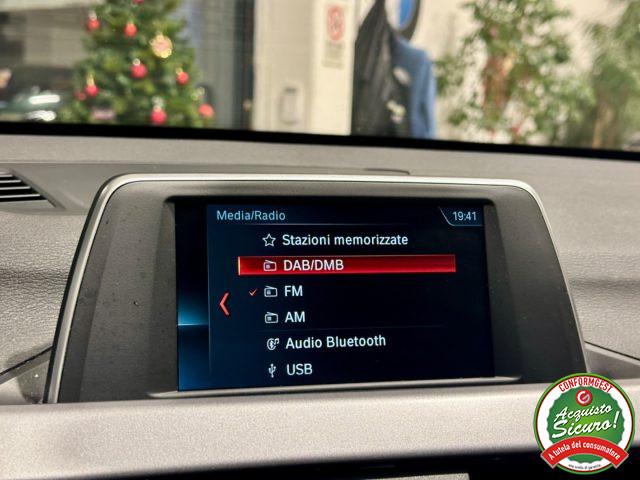 Media/Radio
19:41
Stazioni memorizzate
DAB/DMB
FM
AM
Audio Bluetooth
USB
CONFORMGEST
Acquisto
Sicuro!
A tutela del consumatore